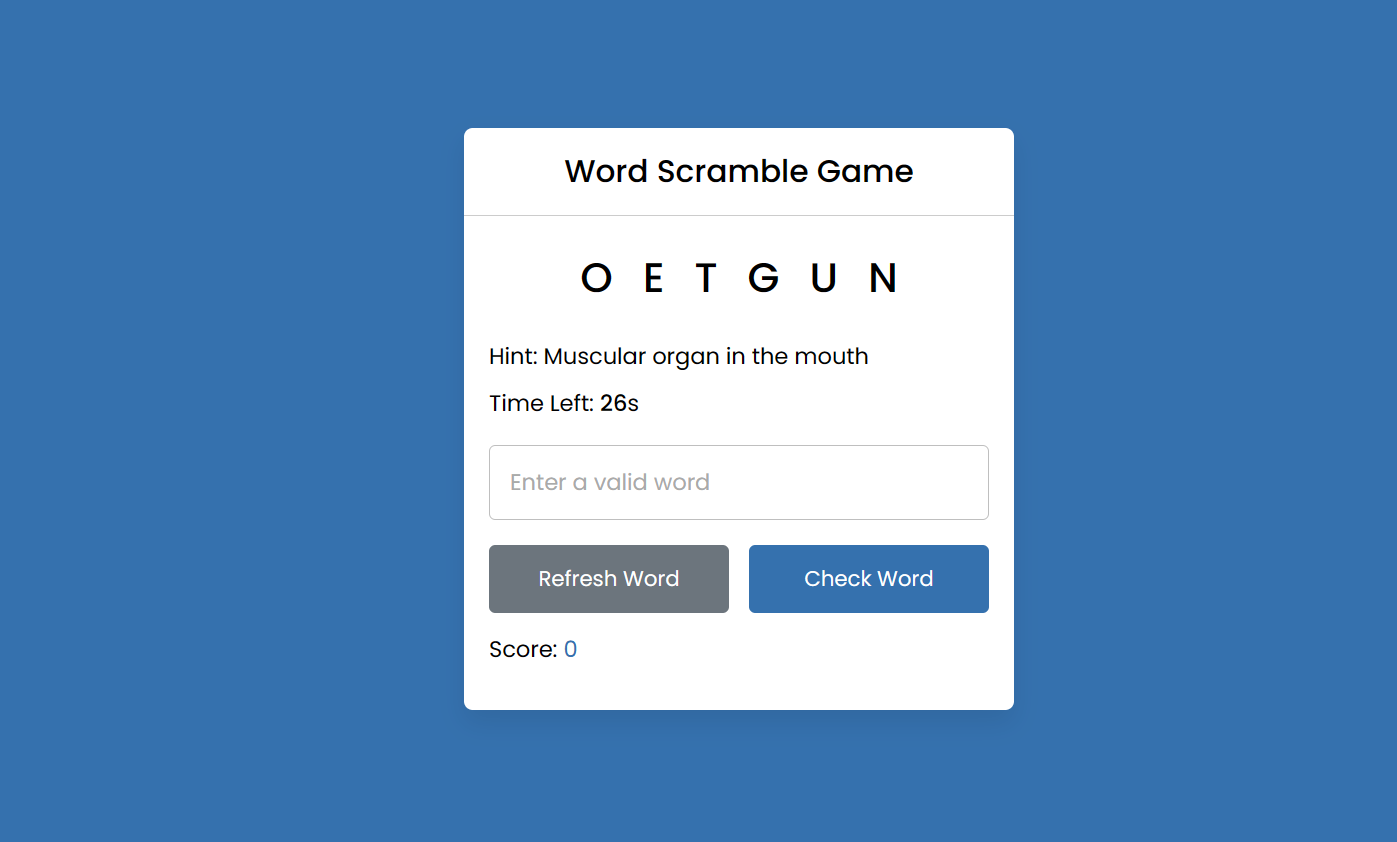 Word Scramble Game
O E T G U N
Hint: Muscular organ in the mouth
Time Left: 26s
Enter a valid word
Refresh Word Check Word
Score: 0